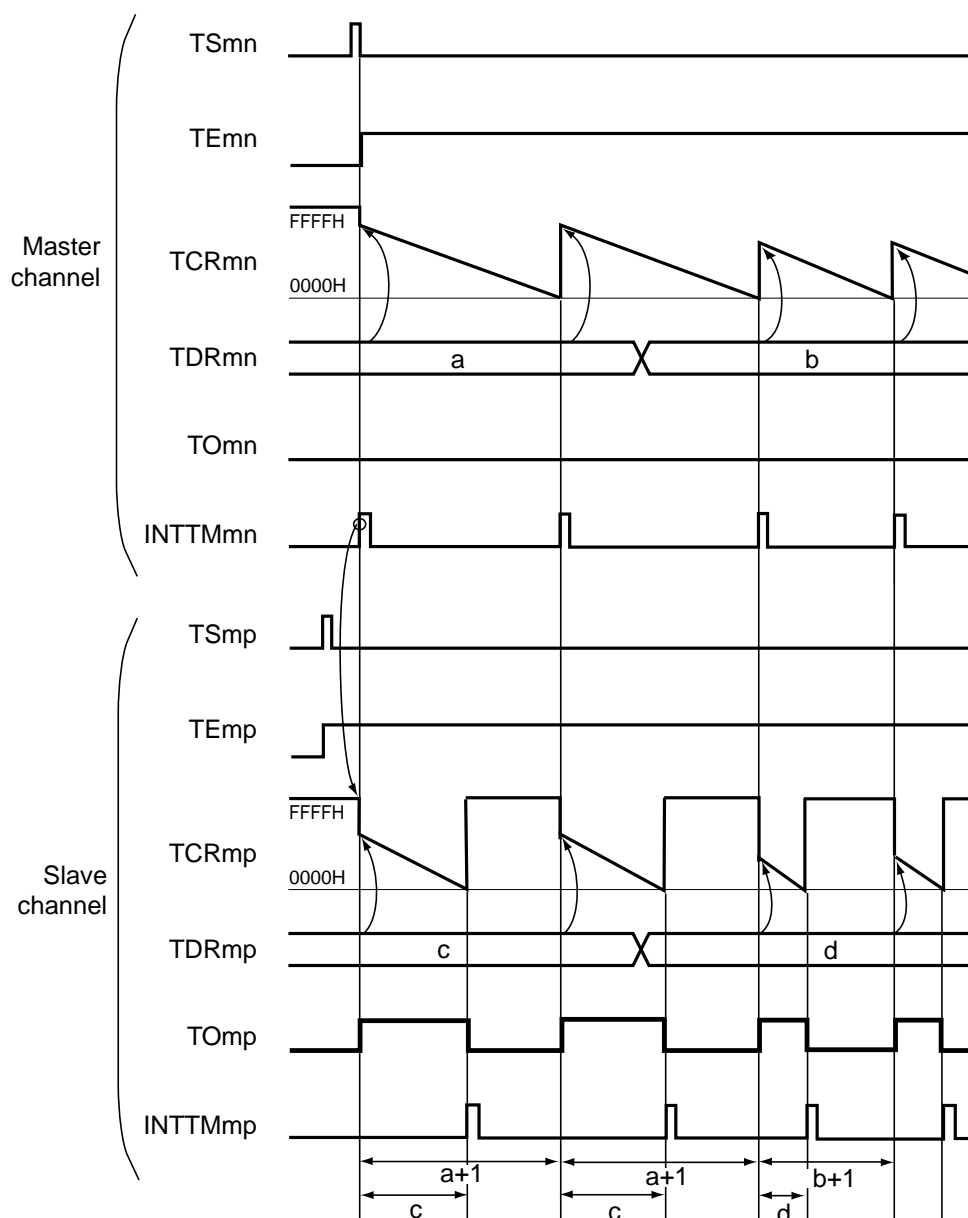 TSmn
TEmn
FFFFH
Master
channel
TCRmn
0000H
TDRmn
a
b
TOmn
INTTMmn
TSmp
TEmp
FFFFH
TCRmp
0000H
Slave
channel
TDRmp
c
d
TOmp
INTTMmp
a+1
a+1
b+1
c
c
d